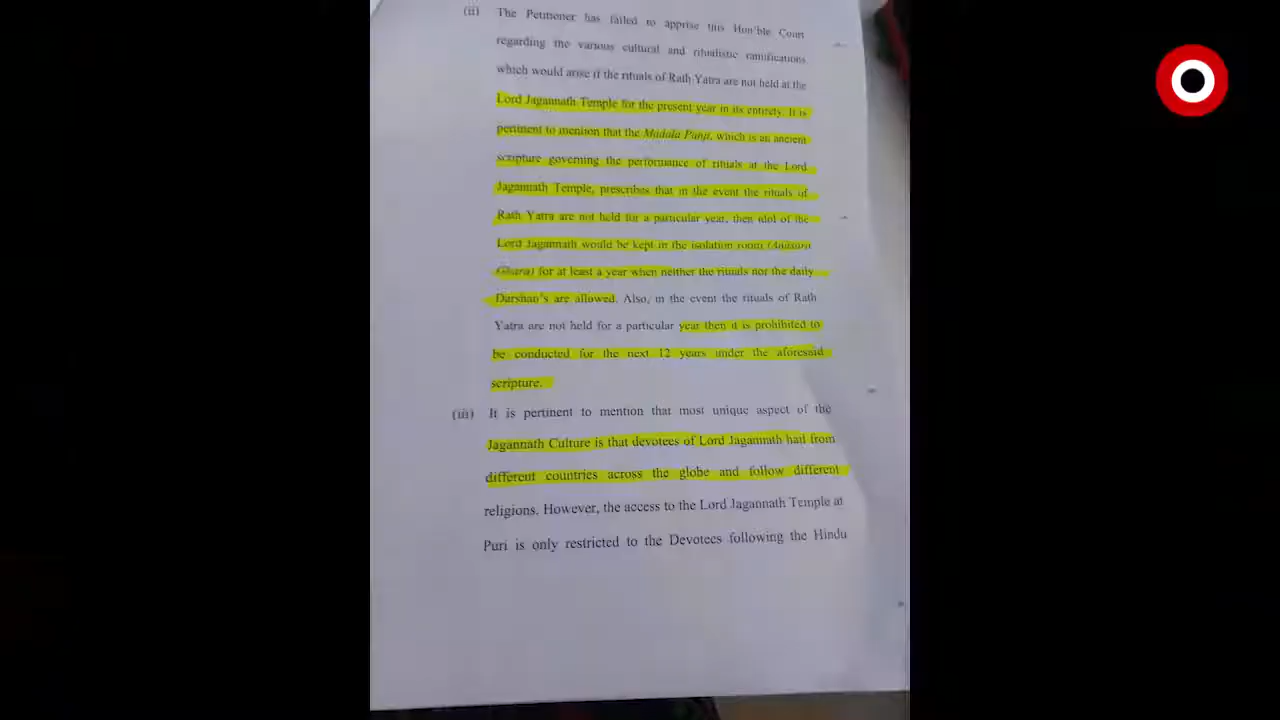 (ii) The Petitioner has failed to apprise this Hon'ble Court
regarding the various cultural and ritualistic ramifications
which would arise if the rituals of Rath Yatra are not held at the
Lord Jagannath Temple for the present year in its entirety. It is
pertinent to mention that the Madala Panji, which is an ancient
scripture governing the performance of rituals at the Lord
Jagannath Temple, prescribes that in the event the rituals of
Rath Yatra are not held for a particular year, then idol of the
Lord Jagannath would be kept in the isolation room (Anasara
Ghara) for at least a year when neither the rituals nor the daily
Darshan's are allowed. Also, in the event the rituals of Rath
Yatra are not held for a particular year then it is prohibited to
be conducted for the next 12 years under the aforesaid
scripture.
(iii) It is pertinent to mention that most unique aspect of the
Jagannath Culture is that devotees of Lord Jagannath hail from
different countries across the globe and follow different
religions. However, the access to the Lord Jagannath Temple at
Puri is only restricted to the Devotees following the Hindu